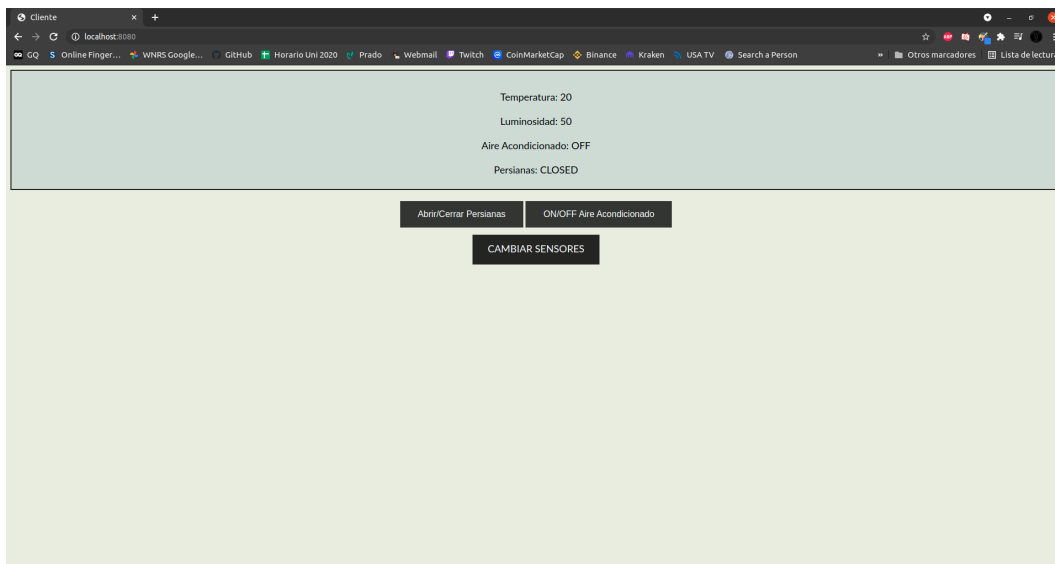 Cliente
localhost:8080
GQ Online Finger... WNRS Google... GitHub Horario Uni 2020 Prado Webmail Twitch CoinMarketCap Binance Kraken USA TV Search a Person » Otros marcadores Lista de lectura
Temperatura: 20
Luminosidad: 50
Aire Acondicionado: OFF
Persianas: CLOSED
Abrir/Cerrar Persianas ON/OFF Aire Acondicionado
CAMBIAR SENSORES